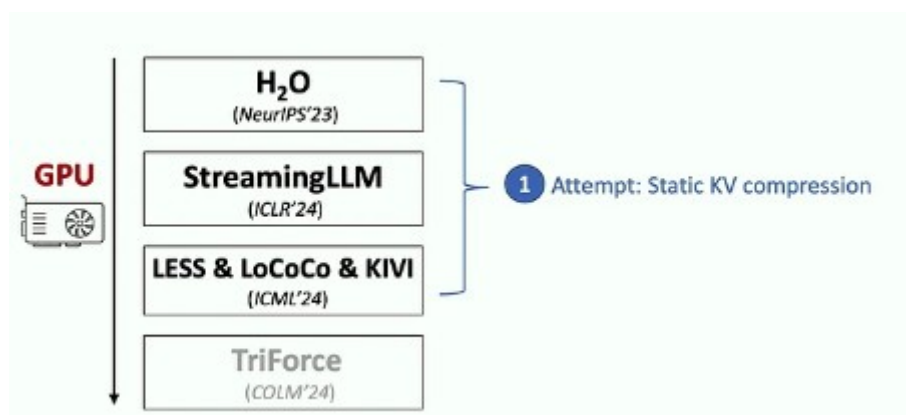 H₂O
(NeurIPS'23)
GPU
StreamingLLM
(ICLR'24)
1 Attempt: Static KV compression
LESS & LoCoCo & KIVI
(ICML'24)
TriForce
(COLM'24)